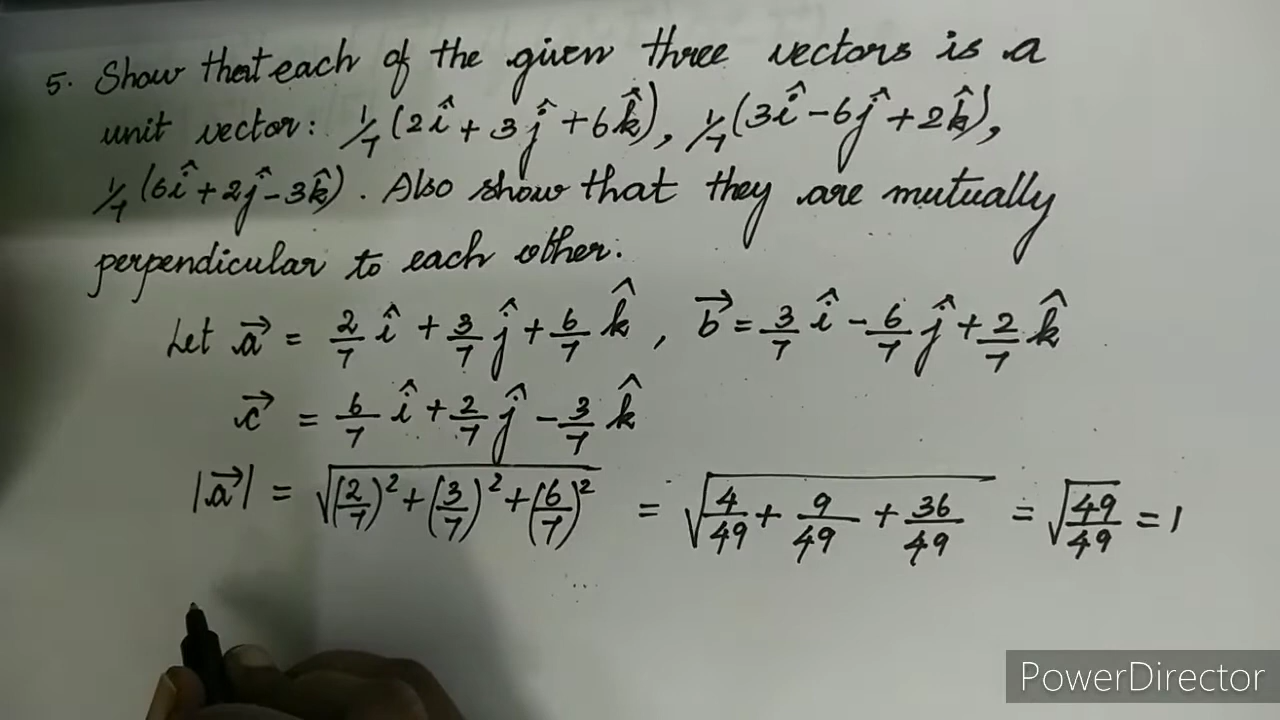 5. Show that each of the given three vectors is a
unit vector: 1/7 (2î + 3ĵ + 6k̂), 1/7 (3î - 6ĵ + 2k̂),
1/7 (6î + 2ĵ - 3k̂). Also show that they are mutually
perpendicular to each other.
Let a⃗ = 2/7 î + 3/7 ĵ + 6/7 k̂, b⃗ = 3/7 î - 6/7 ĵ + 2/7 k̂
c⃗ = 6/7 î + 2/7 ĵ - 3/7 k̂
|a⃗| = √((2/7)² + (3/7)² + (6/7)²) = √(4/49 + 9/49 + 36/49) = √(49/49) = 1
PowerDirector